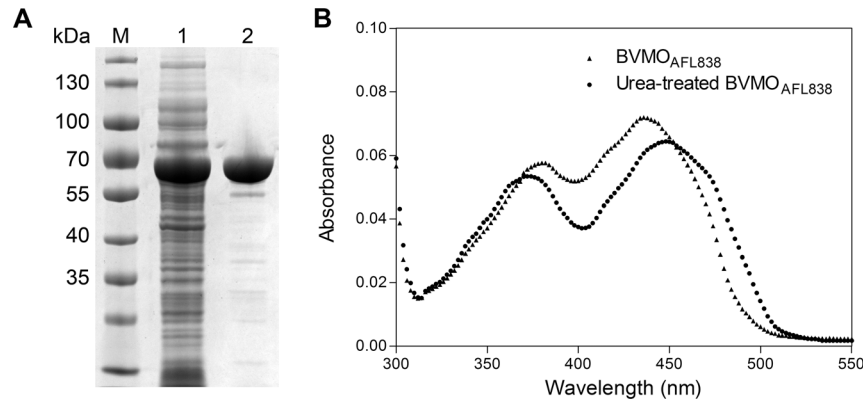 A
kDa M 1 2
130
100
70
55
40
35
B
0.10
0.08
0.06
0.04
0.02
0.00
Absorbance
BVMOAFL838
Urea-treated BVMOAFL838
300 350 400 450 500 550
Wavelength (nm)